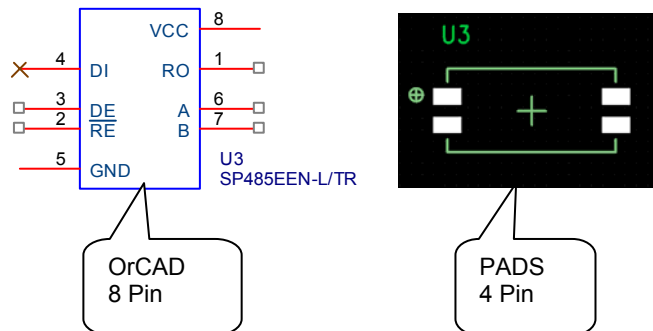 VCC 8
4 DI RO 1
3 DE A 6
2 RE B 7
5 GND
U3
SP485EEN-L/TR
OrCAD
8 Pin
U3
PADS
4 Pin